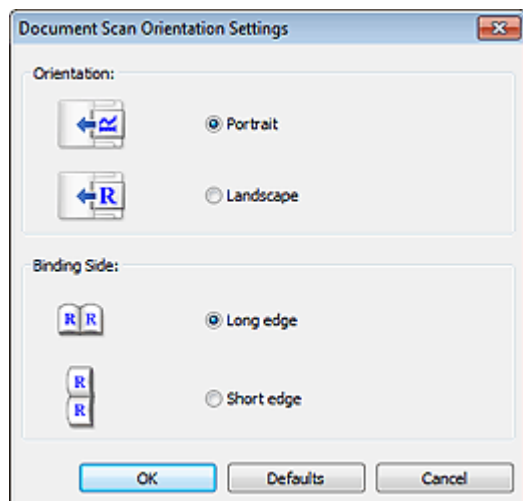 Document Scan Orientation Settings
Orientation:
R
Portrait
R
Landscape
Binding Side:
R R
Long edge
R
R
Short edge
OK Defaults Cancel